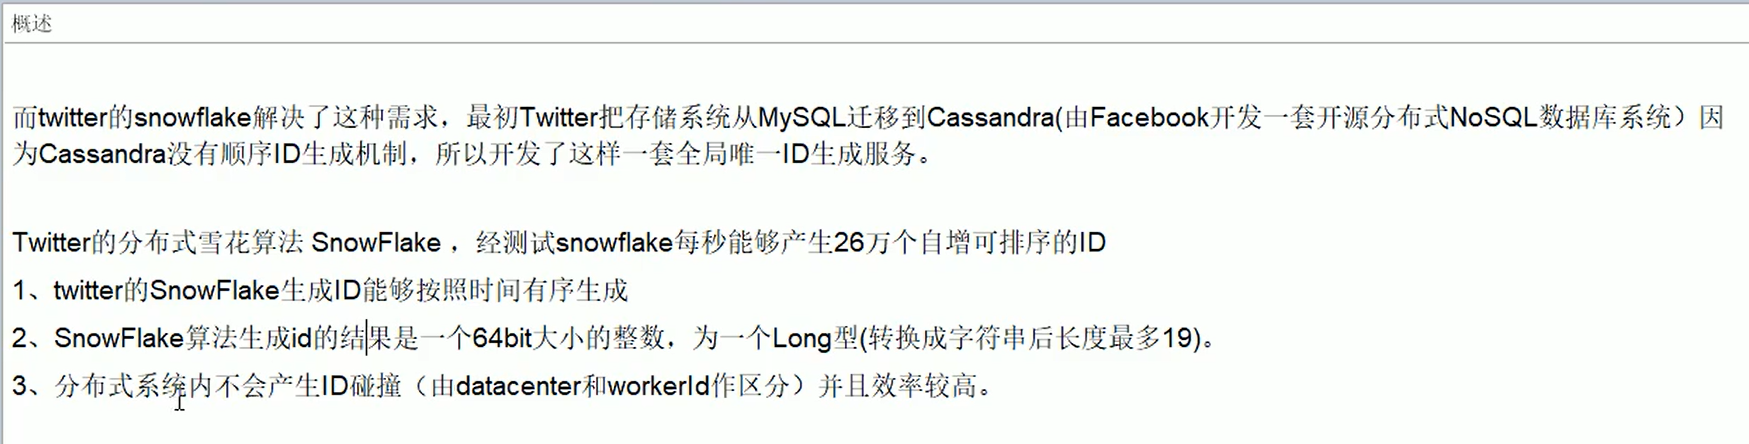 概述
而twitter的snowflake解决了这种需求，最初Twitter把存储系统从MySQL迁移到Cassandra(由Facebook开发一套开源分布式NoSQL数据库系统）因
为Cassandra没有顺序ID生成机制，所以开发了这样一套全局唯一ID生成服务。
Twitter的分布式雪花算法 SnowFlake ，经测试snowflake每秒能够产生26万个自增可排序的ID
1、twitter的SnowFlake生成ID能够按照时间有序生成
2、SnowFlake算法生成id的结果是一个64bit大小的整数，为一个Long型(转换成字符串后长度最多19)。
3、分布式系统内不会产生ID碰撞（由datacenter和workerId作区分）并且效率较高。